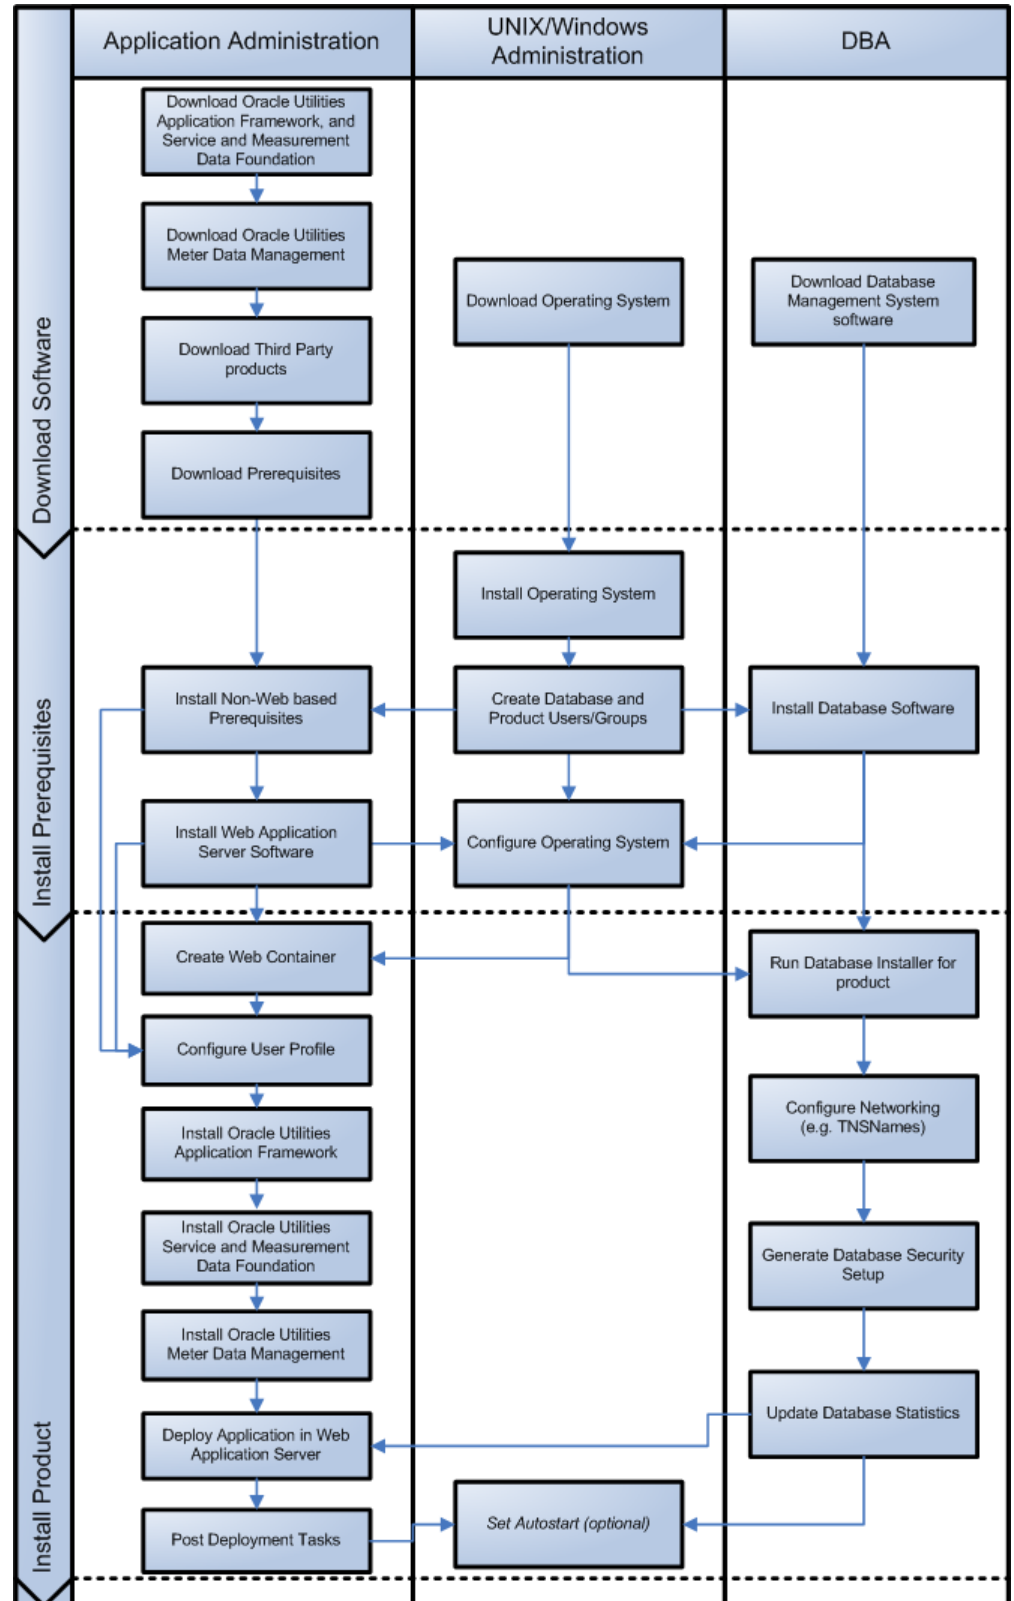 Application Administration
UNIX/Windows
Administration
DBA
Download Software
Download Oracle Utilities
Application Framework, and
Service and Measurement
Data Foundation
Download Oracle Utilities
Meter Data Management
Download Third Party
products
Download Prerequisites
Download Operating System
Download Database
Management System
software
Install Prerequisites
Install Operating System
Install Non-Web based
Prerequisites
Create Database and
Product Users/Groups
Install Database Software
Install Web Application
Server Software
Configure Operating System
Install Product
Create Web Container
Run Database Installer for
product
Configure User Profile
Configure Networking
(e.g. TNSNames)
Install Oracle Utilities
Application Framework
Install Oracle Utilities
Service and Measurement
Data Foundation
Generate Database Security
Setup
Install Oracle Utilities
Meter Data Management
Update Database Statistics
Deploy Application in Web
Application Server
Set Autostart (optional)
Post Deployment Tasks